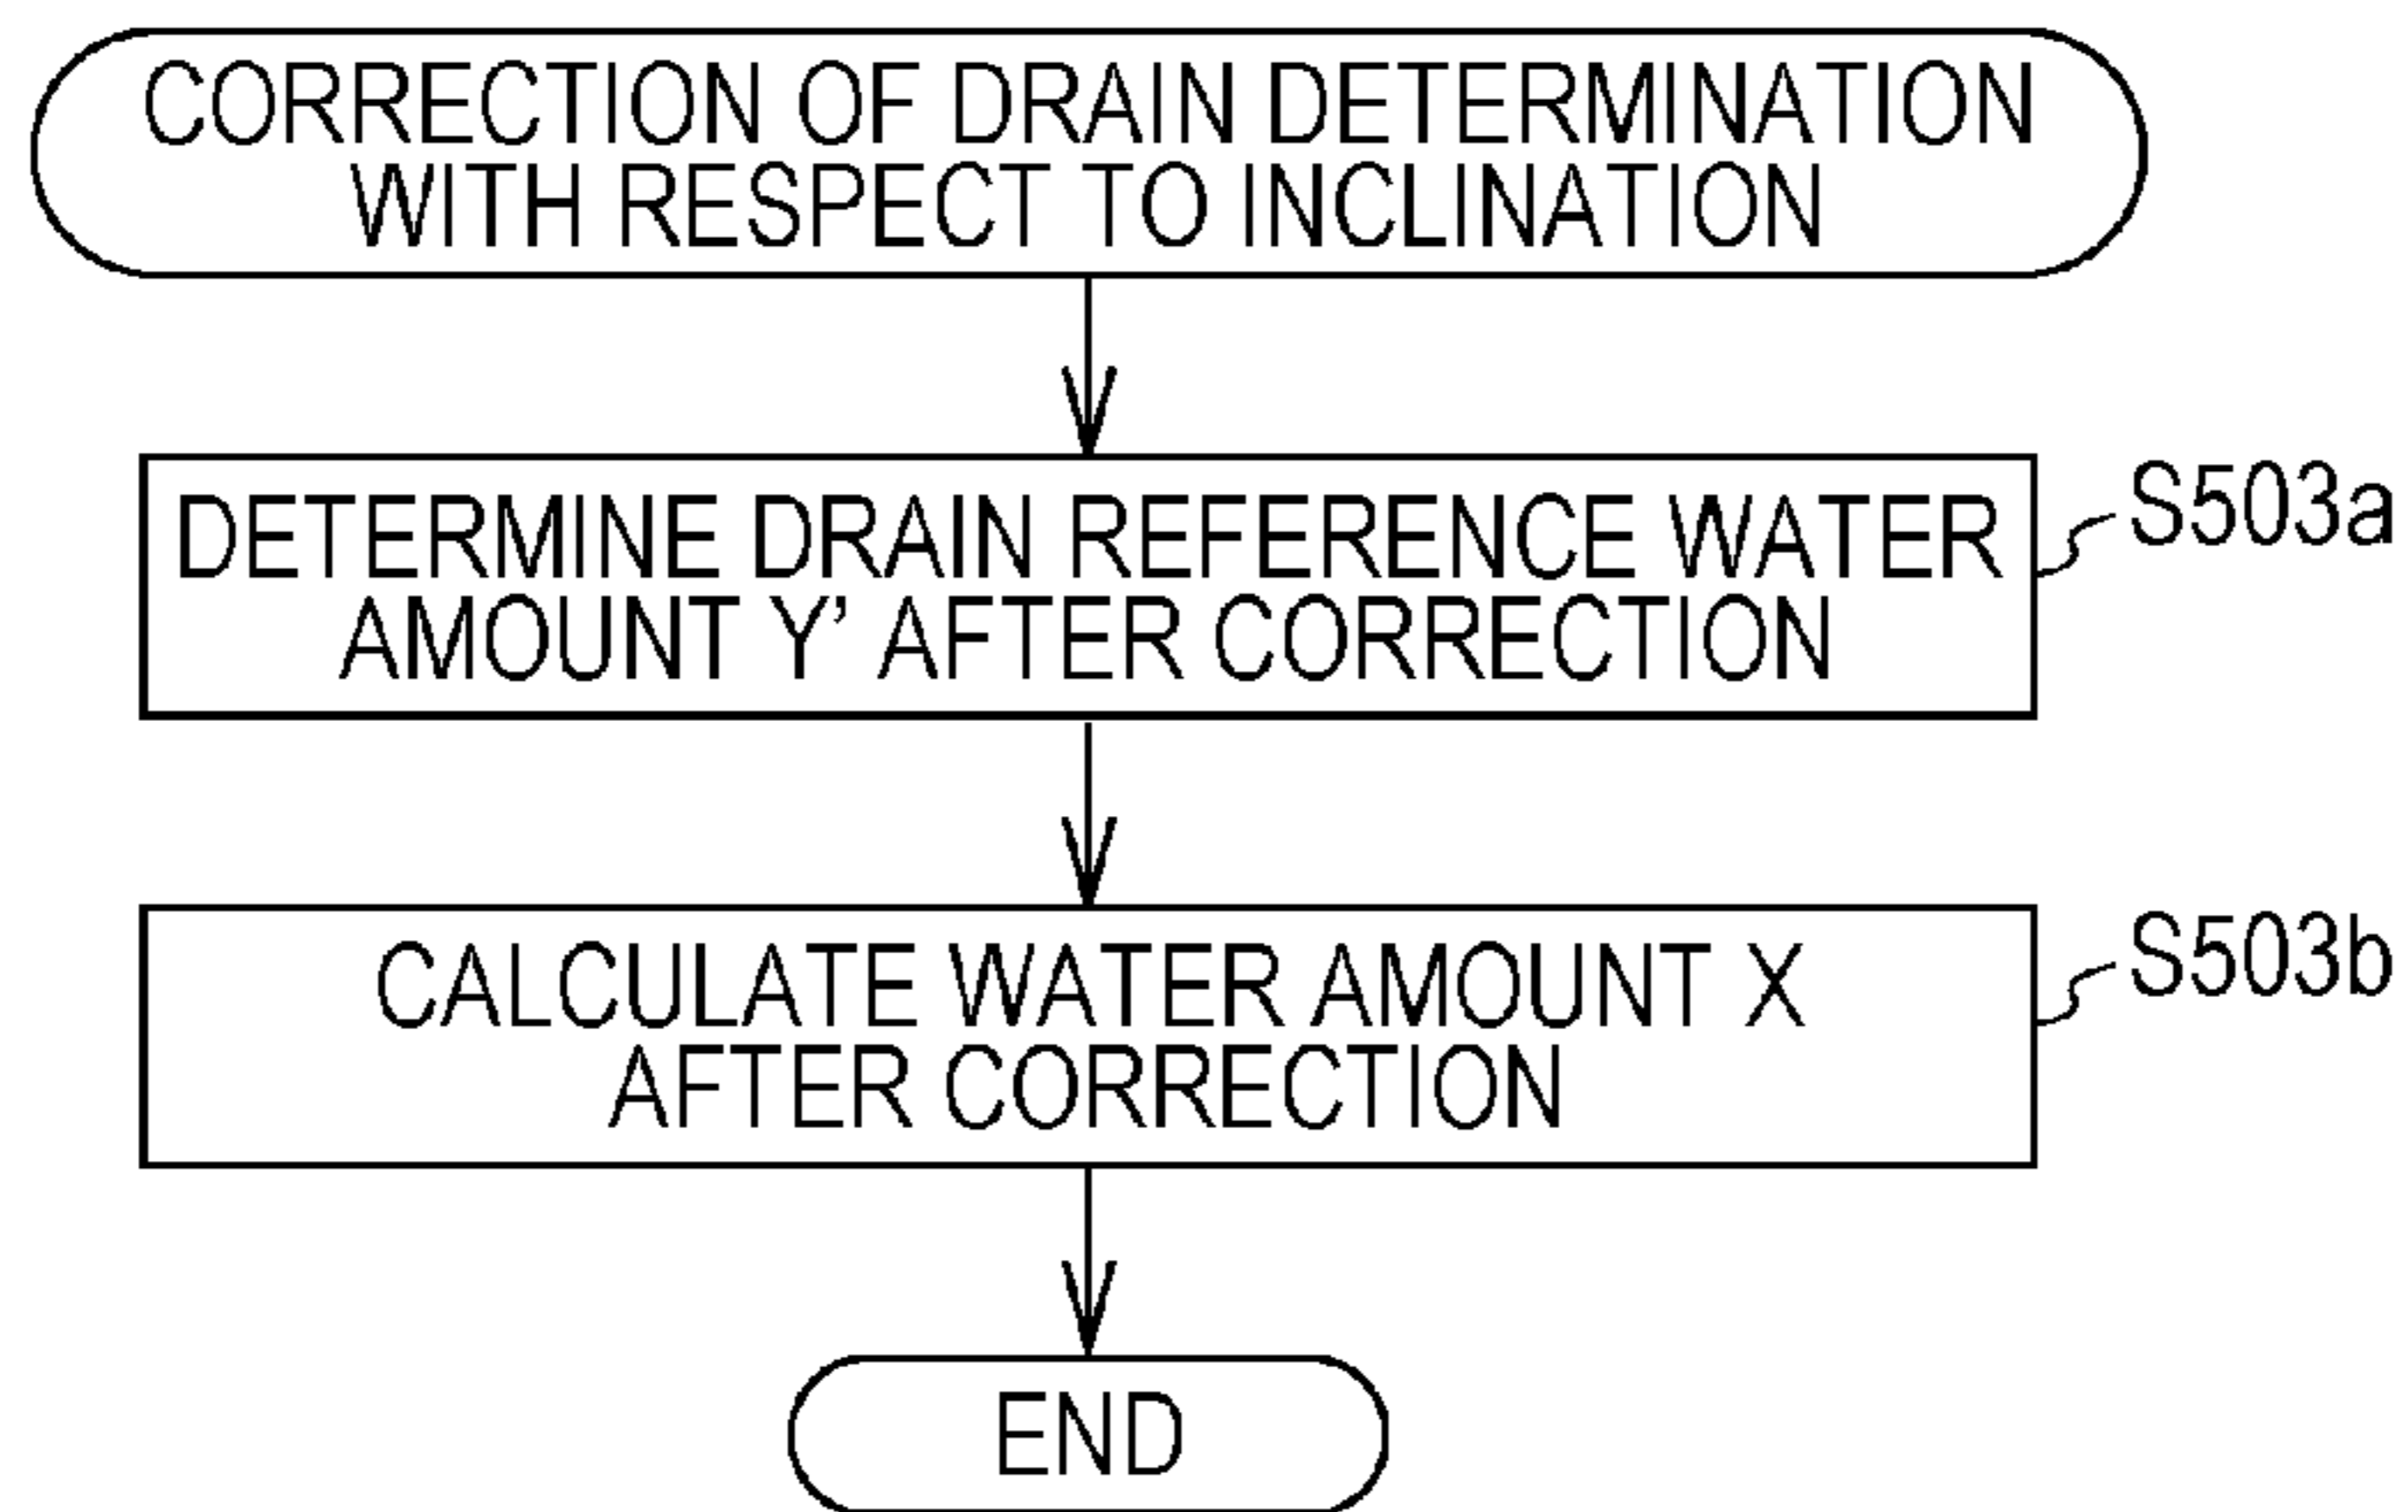 CORRECTION OF DRAIN DETERMINATION
WITH RESPECT TO INCLINATION
DETERMINE DRAIN REFERENCE WATER
AMOUNT Y' AFTER CORRECTION
S503a
CALCULATE WATER AMOUNT X
AFTER CORRECTION
S503b
END